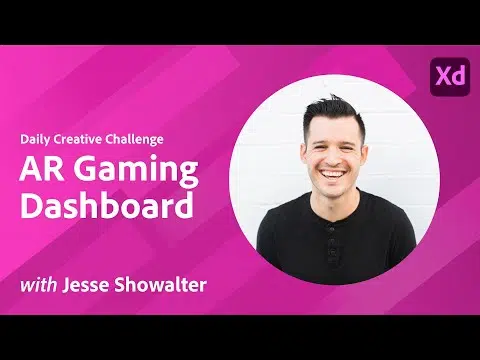 Xd
Daily Creative Challenge
AR Gaming
Dashboard
with Jesse Showalter